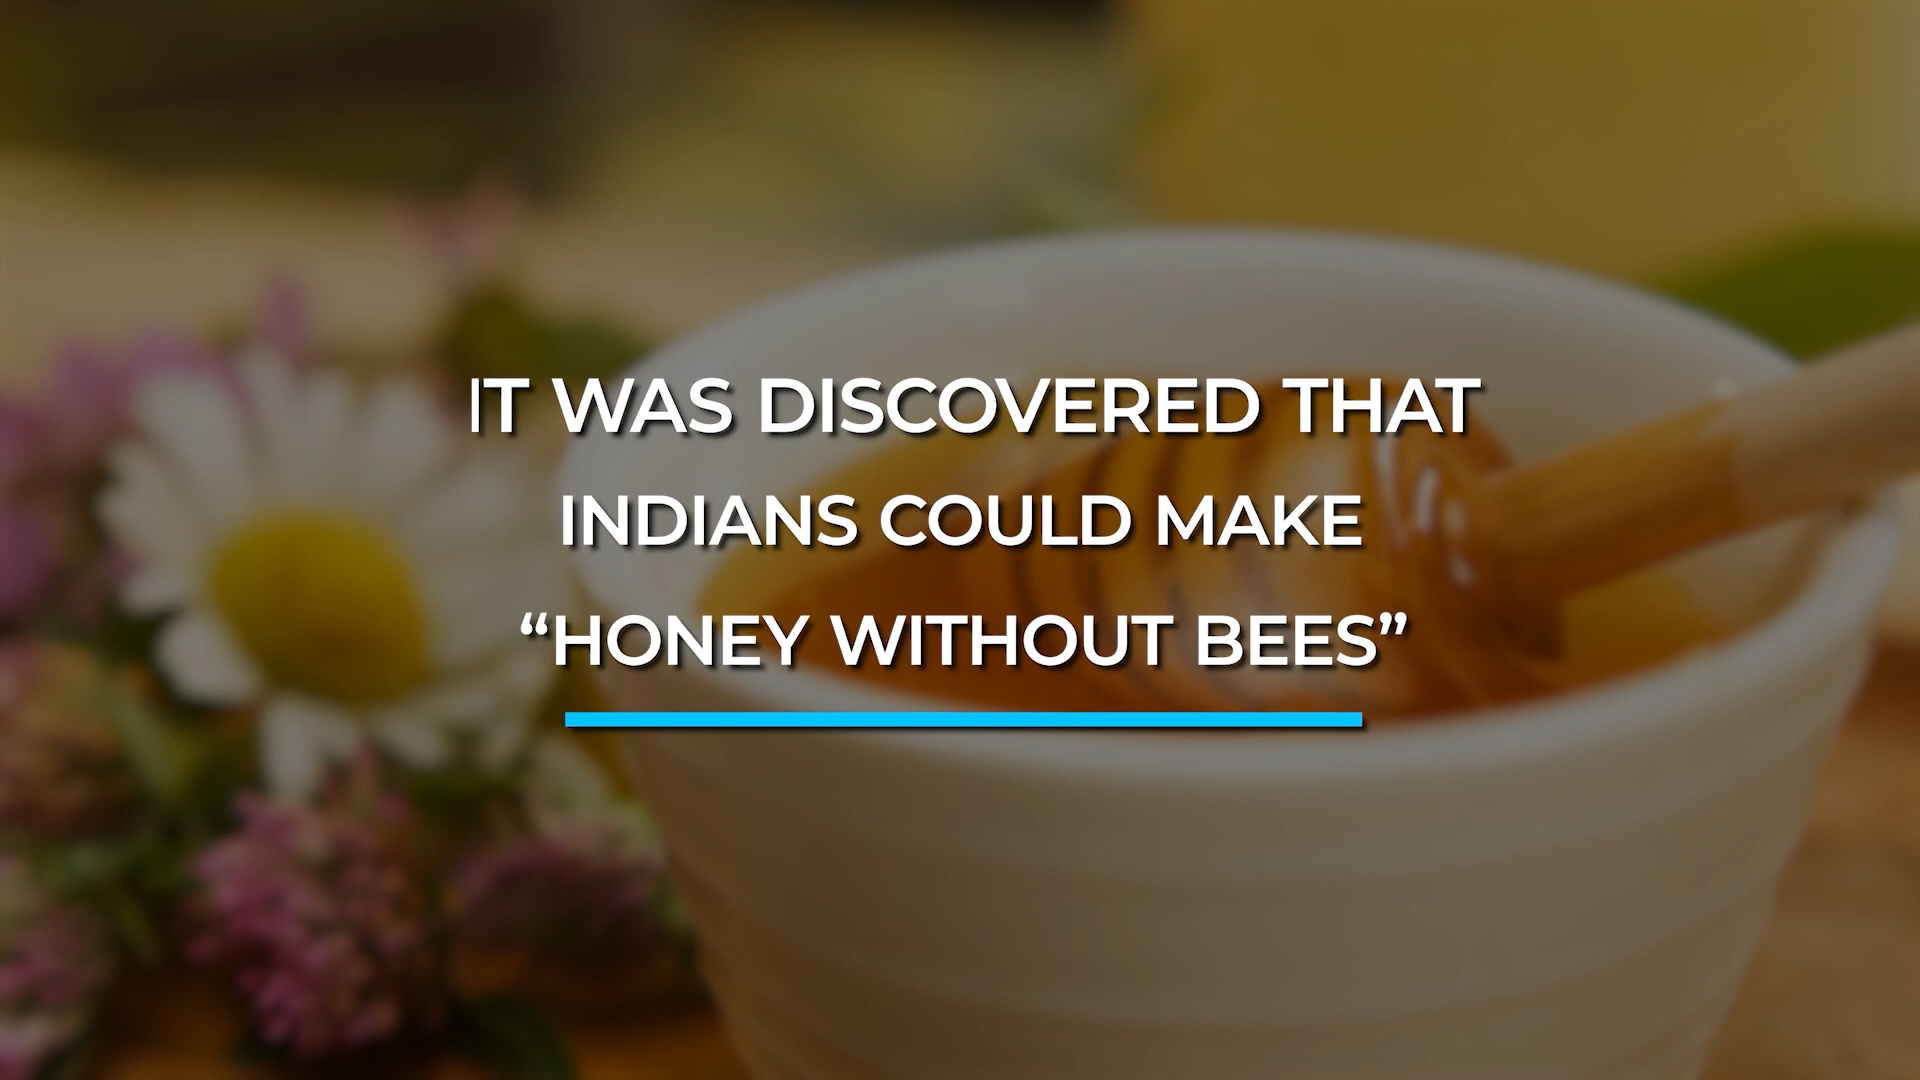 IT WAS DISCOVERED THAT
INDIANS COULD MAKE
“HONEY WITHOUT BEES”